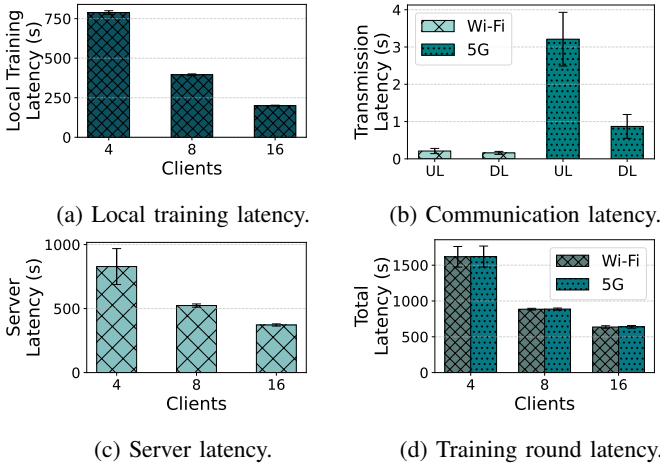 Local Training
Latency (s)
750
500
250
0
4
8
16
Clients
(a) Local training latency.
Transmission
Latency (s)
4
3
2
1
0
Wi-Fi
5G
UL
DL
UL
DL
(b) Communication latency.
Server
Latency (s)
1000
500
0
4
8
16
Clients
(c) Server latency.
Total
Latency (s)
1500
1000
500
0
Wi-Fi
5G
4
8
16
Clients
(d) Training round latency.